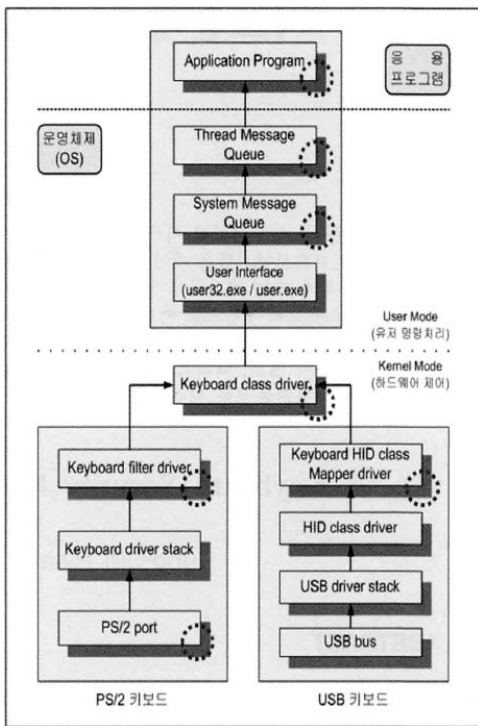 Application Program
응 용
프로그램
운영체제
(OS)
Thread Message
Queue
System Message
Queue
User Interface
(user32.exe / user.exe)
User Mode
(유저 명령처리)
Kernel Mode
(하드웨어 제어)
Keyboard class driver
Keyboard filter driver
Keyboard driver stack
PS/2 port
PS/2 키보드
Keyboard HID class
Mapper driver
HID class driver
USB driver stack
USB bus
USB 키보드